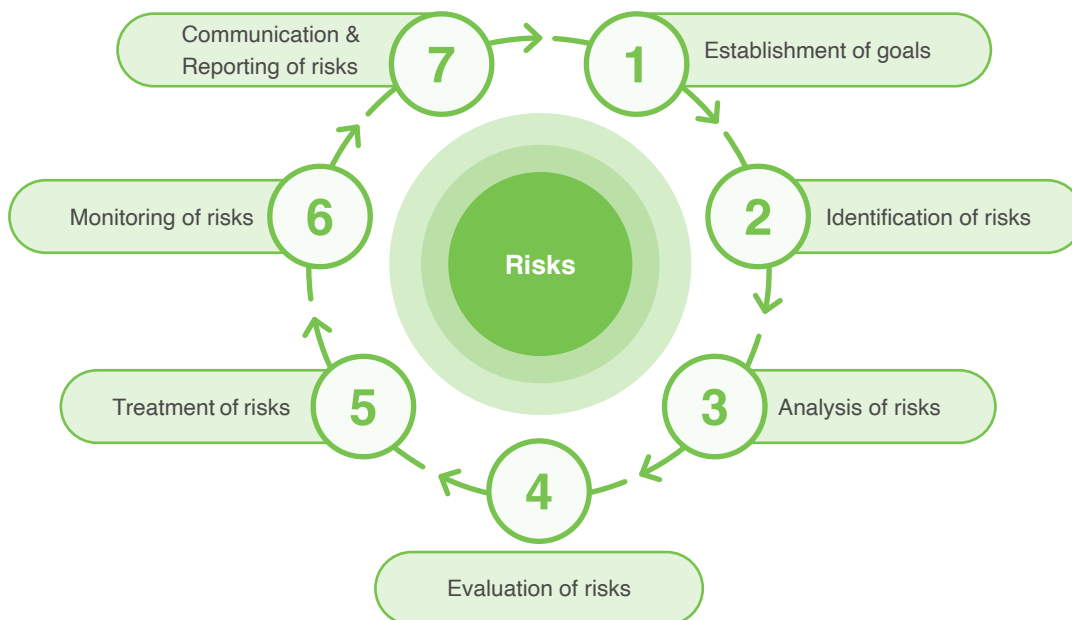 1
Establishment of goals
2
Identification of risks
3
Analysis of risks
4
Evaluation of risks
5
Treatment of risks
6
Monitoring of risks
7
Communication &
Reporting of risks
Risks